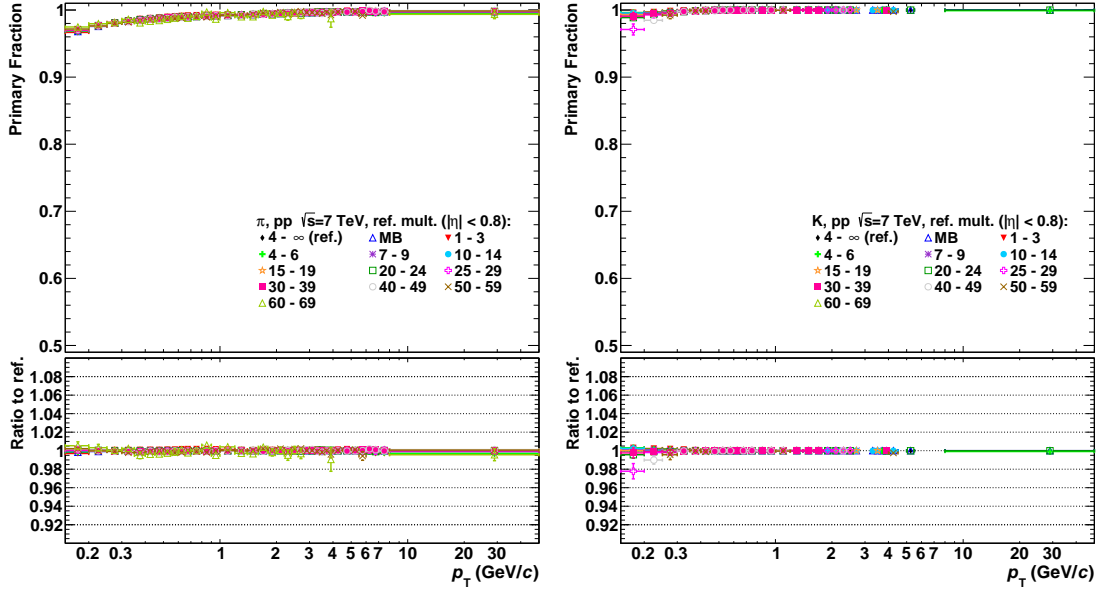 Primary Fraction
1
0.9
0.8
0.7
0.6
0.5
π, pp √s=7 TeV, ref. mult. (|η| < 0.8):
4 - ∞ (ref.) MB 1 - 3
4 - 6 7 - 9 10 - 14
15 - 19 20 - 24 25 - 29
30 - 39 40 - 49 50 - 59
60 - 69
Ratio to ref.
1.08
1.06
1.04
1.02
1
0.98
0.96
0.94
0.92
0.2 0.3 1 2 3 4 5 6 7 10 20 30
p_T (GeV/c)
Primary Fraction
1
0.9
0.8
0.7
0.6
0.5
K, pp √s=7 TeV, ref. mult. (|η| < 0.8):
4 - ∞ (ref.) MB 1 - 3
4 - 6 7 - 9 10 - 14
15 - 19 20 - 24 25 - 29
30 - 39 40 - 49 50 - 59
60 - 69
Ratio to ref.
1.08
1.06
1.04
1.02
1
0.98
0.96
0.94
0.92
0.2 0.3 1 2 3 4 5 6 7 10 20 30
p_T (GeV/c)